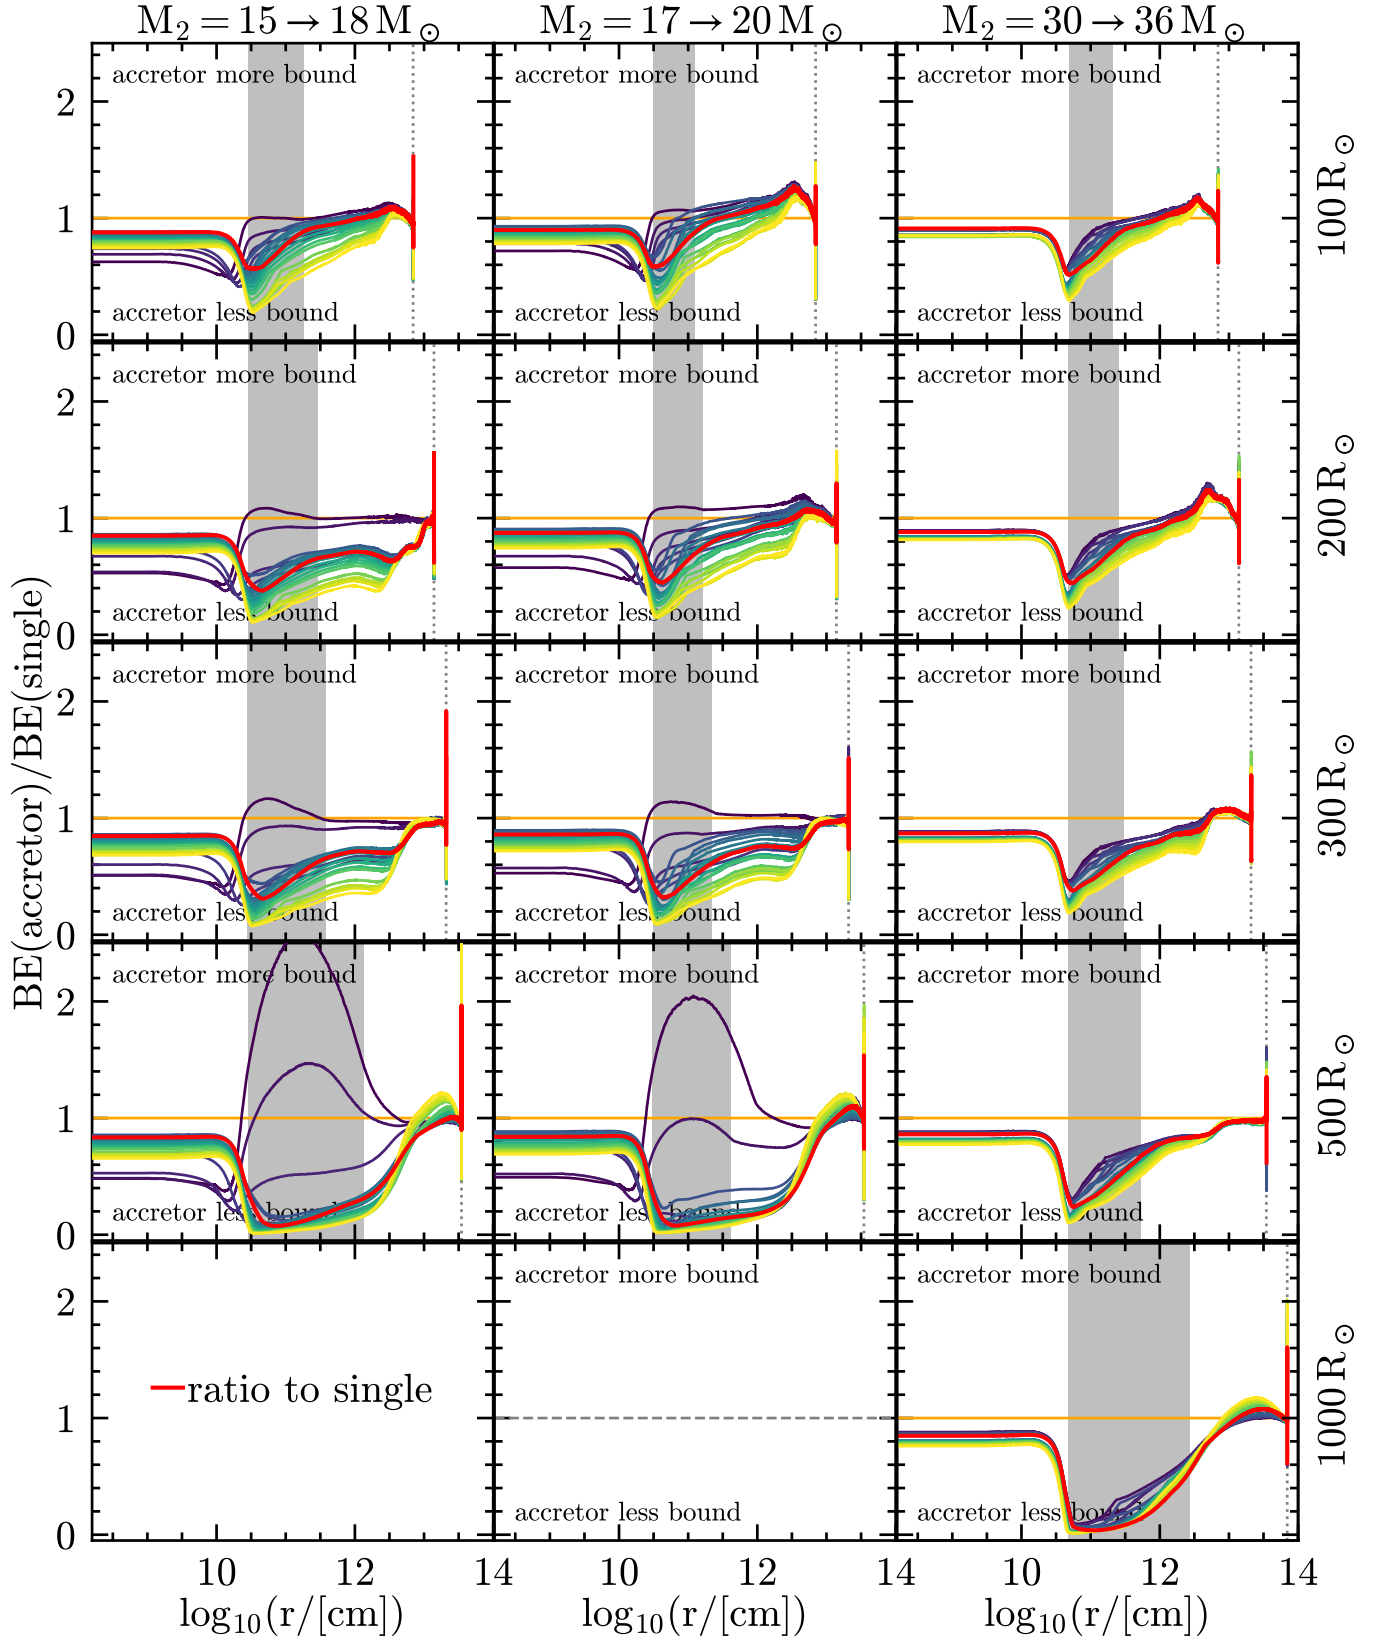 M₂ = 15 → 18 M⊙
M₂ = 17 → 20 M⊙
M₂ = 30 → 36 M⊙
accretor more bound
accretor more bound
accretor more bound
2
1
0
accretor less bound
accretor less bound
accretor less bound
100 R⊙
accretor more bound
accretor more bound
accretor more bound
2
1
0
accretor less bound
accretor less bound
accretor less bound
200 R⊙
BE(accretor)/BE(single)
accretor more bound
accretor more bound
accretor more bound
2
1
0
accretor less bound
accretor less bound
accretor less bound
300 R⊙
accretor more bound
accretor more bound
accretor more bound
2
1
0
accretor less bound
accretor less bound
accretor less bound
500 R⊙
accretor more bound
accretor more bound
2
1
0
ratio to single
accretor less bound
accretor less bound
1000 R⊙
10 12 14
10 12 14
10 12 14
log₁₀(r/[cm])
log₁₀(r/[cm])
log₁₀(r/[cm])